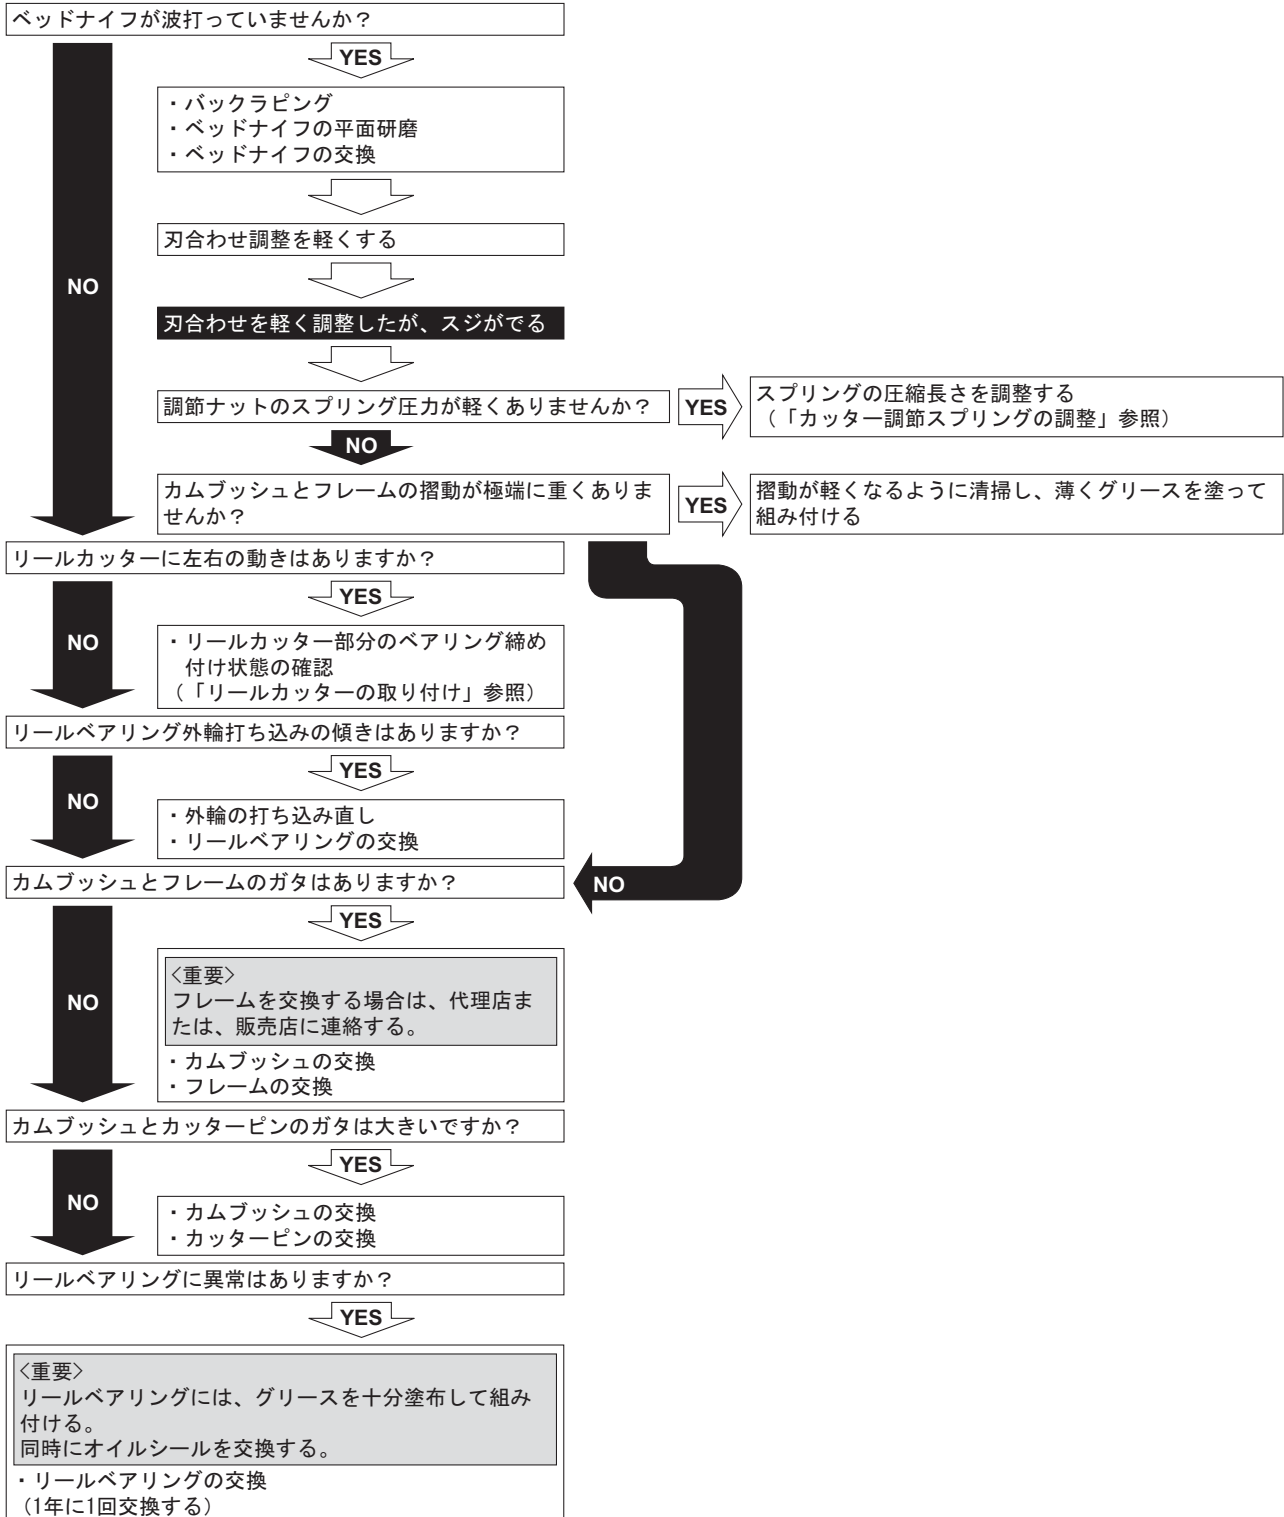 ベッドナイフが波打っていませんか？
YES
・バックラピング
・ベッドナイフの平面研磨
・ベッドナイフの交換
刃合わせ調整を軽くする
NO
刃合わせを軽く調整したが、スジがでる
調節ナットのスプリング圧力が軽くありませんか？
YES
スプリングの圧縮長さを調整する
（「カッター調節スプリングの調整」参照）
NO
カムブッシュとフレームの摺動が極端に重くありま
せんか？
YES
摺動が軽くなるように清掃し、薄くグリースを塗って
組み付ける
リールカッターに左右の動きはありますか？
YES
NO
・リールカッター部分のベアリング締め
付け状態の確認
（「リールカッターの取り付け」参照）
リールベアリング外輪打ち込みの傾きはありますか？
YES
NO
・外輪の打ち込み直し
・リールベアリングの交換
カムブッシュとフレームのガタはありますか？
NO
YES
NO
〈重要〉
フレームを交換する場合は、代理店ま
たは、販売店に連絡する。
・カムブッシュの交換
・フレームの交換
カムブッシュとカッターピンのガタは大きいですか？
YES
NO
・カムブッシュの交換
・カッターピンの交換
リールベアリングに異常はありますか？
YES
〈重要〉
リールベアリングには、グリースを十分塗布して組み
付ける。
同時にオイルシールを交換する。
・リールベアリングの交換
（1年に1回交換する）